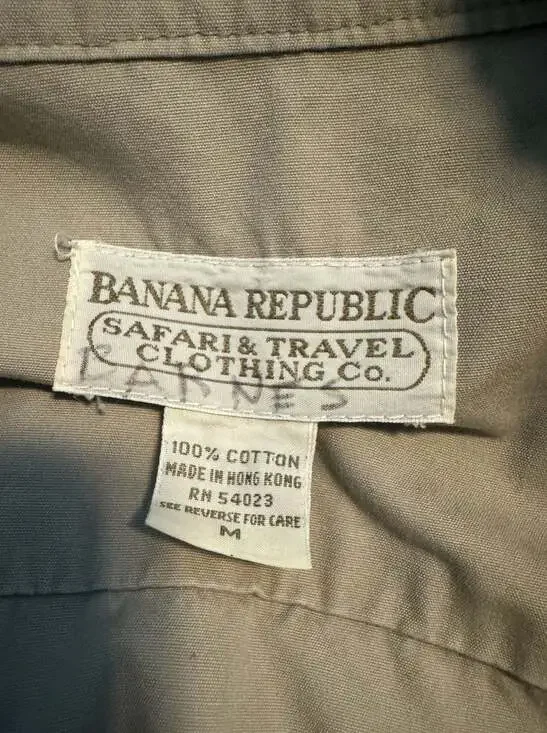 BANANA REPUBLIC
SAFARI & TRAVEL
CLOTHING Co.
BARNES
100% COTTON
MADE IN HONG KONG
RN 54023
SEE REVERSE FOR CARE
M